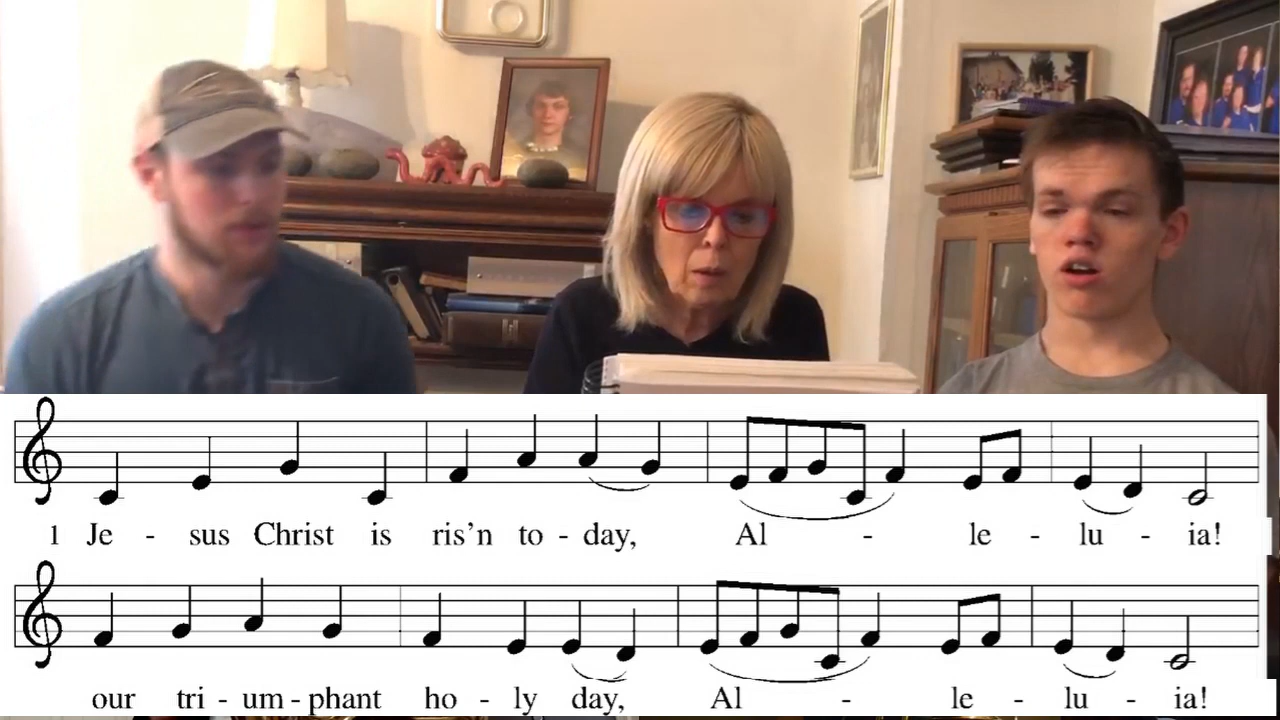 1 Je - sus Christ is ris'n to - day, Al - le - lu - ia!
our tri - um - phant ho - ly day, Al - le - lu - ia!